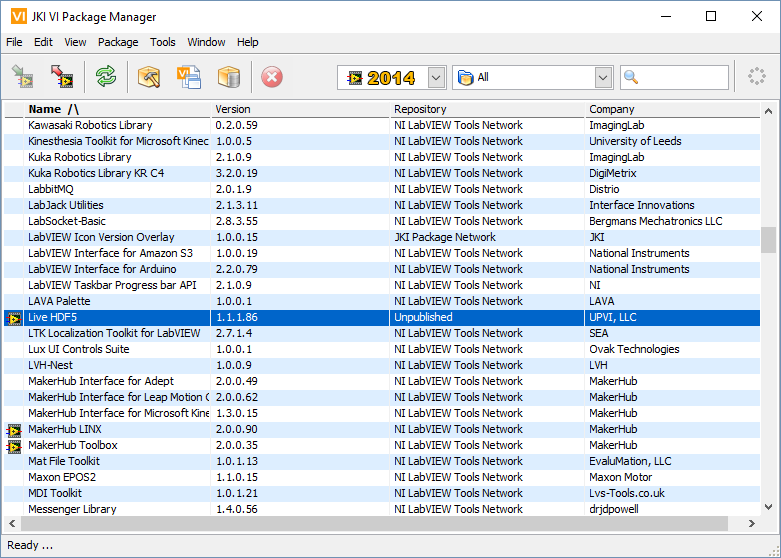 VI JKI VI Package Manager
File Edit View Package Tools Window Help
VI 2014 All
Name /\ Version Repository Company
Kawasaki Robotics Library 0.2.0.59 NI LabVIEW Tools Network ImagingLab
Kinesthesia Toolkit for Microsoft Kinec 1.0.0.5 NI LabVIEW Tools Network University of Leeds
Kuka Robotics Library 2.1.0.9 NI LabVIEW Tools Network ImagingLab
Kuka Robotics Library KR C4 3.2.0.19 NI LabVIEW Tools Network DigiMetrix
LabbitMQ 2.0.1.9 NI LabVIEW Tools Network Distrio
LabJack Utilities 2.1.3.11 NI LabVIEW Tools Network Interface Innovations
LabSocket-Basic 2.8.3.55 NI LabVIEW Tools Network Bergmans Mechatronics LLC
LabVIEW Icon Version Overlay 1.0.0.15 JKI Package Network JKI
LabVIEW Interface for Amazon S3 1.0.0.19 NI LabVIEW Tools Network National Instruments
LabVIEW Interface for Arduino 2.2.0.79 NI LabVIEW Tools Network National Instruments
LabVIEW Taskbar Progress bar API 2.1.0.9 NI LabVIEW Tools Network NI
LAVA Palette 1.0.0.1 NI LabVIEW Tools Network LAVA
Live HDF5 1.1.1.86 Unpublished UPVI, LLC
LTK Localization Toolkit for LabVIEW 2.7.1.4 NI LabVIEW Tools Network SEA
Lux UI Controls Suite 1.0.0.1 NI LabVIEW Tools Network Ovak Technologies
LVH-Nest 1.0.0.9 NI LabVIEW Tools Network LVH
MakerHub Interface for Adept 2.0.0.49 NI LabVIEW Tools Network MakerHub
MakerHub Interface for Leap Motion C 2.0.0.62 NI LabVIEW Tools Network MakerHub
MakerHub Interface for Microsoft Kine 1.3.0.15 NI LabVIEW Tools Network MakerHub
MakerHub LINX 2.0.0.90 NI LabVIEW Tools Network MakerHub
MakerHub Toolbox 2.0.0.35 NI LabVIEW Tools Network MakerHub
Mat File Toolkit 1.0.1.13 NI LabVIEW Tools Network EvaluMation, LLC
Maxon EPOS2 1.1.0.15 NI LabVIEW Tools Network Maxon Motor
MDI Toolkit 1.0.1.21 NI LabVIEW Tools Network Lvs-Tools.co.uk
Messenger Library 1.4.0.56 NI LabVIEW Tools Network drjdpowell
Ready ...